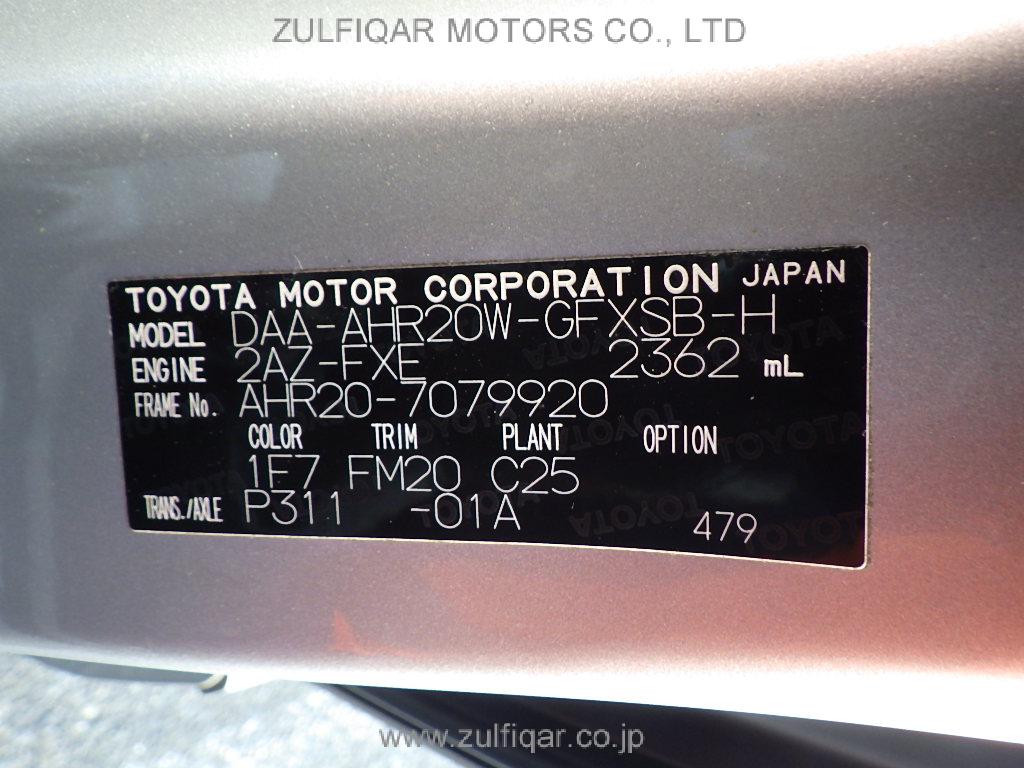 ZULFIQAR MOTORS CO., LTD
TOYOTA MOTOR CORPORATION JAPAN
MODEL DAA-AHR20W-GFXSB-H
ENGINE 2AZ-FXE 2362 mL
FRAME No. AHR20-7079920
COLOR TRIM PLANT OPTION
1F7 FM20 C25
TRANS./AXLE P311 -01A 479
www.zulfiqar.co.jp